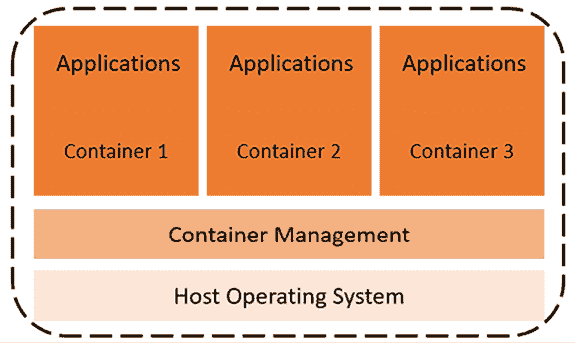 Applications
Applications
Applications
Container 1
Container 2
Container 3
Container Management
Host Operating System